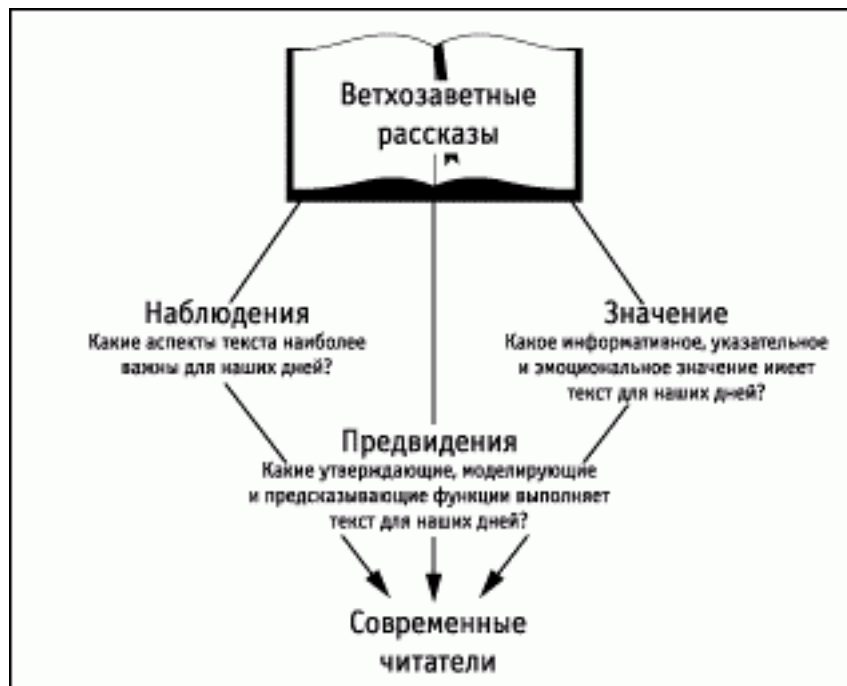 Ветхозаветные
рассказы
Наблюдения
Какие аспекты текста наиболее
важны для наших дней?
Значение
Какое информативное, указательное
и эмоциональное значение имеет
текст для наших дней?
Предвидения
Какие утверждающие, моделирующие
и предсказывающие функции выполняет
текст для наших дней?
Современные
читатели